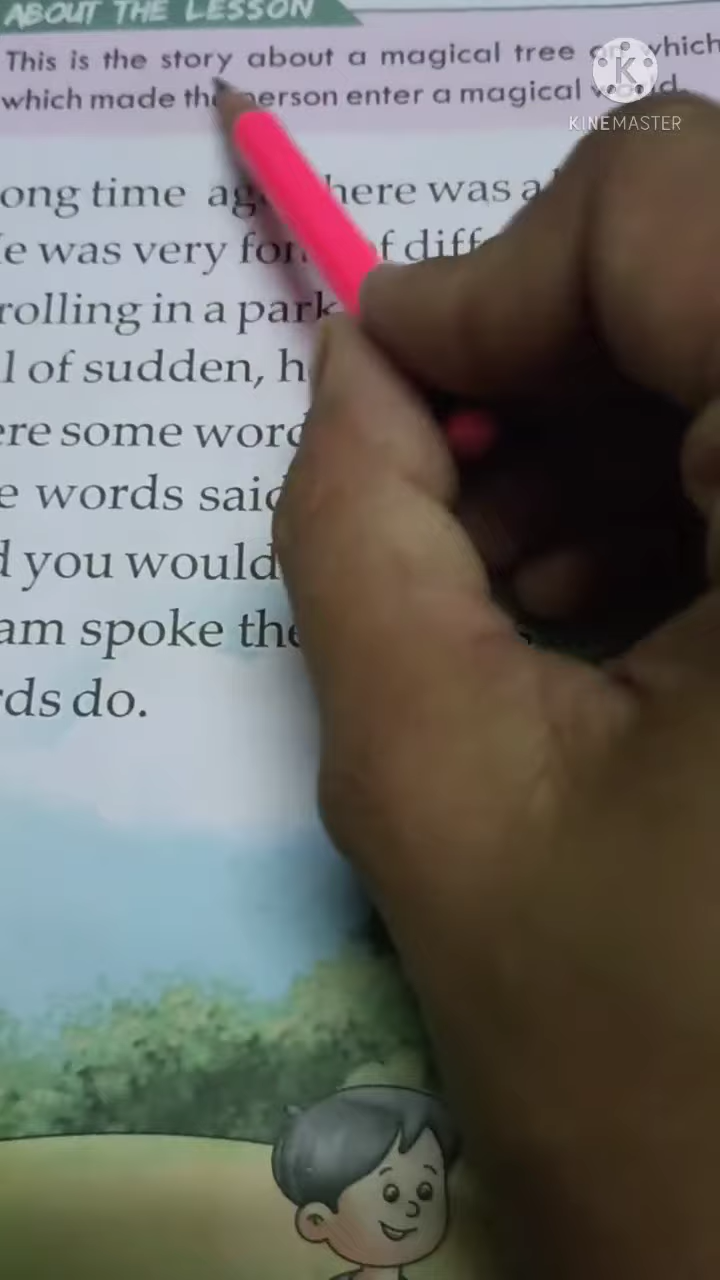 ABOUT THE LESSON
This is the story about a magical tree on which
which made the person enter a magical world.
KINEMASTER
ong time ago there was a
e was very fond of diff
rolling in a park
l of sudden, h
ere some word
e words said
d you would
am spoke the
rds do.